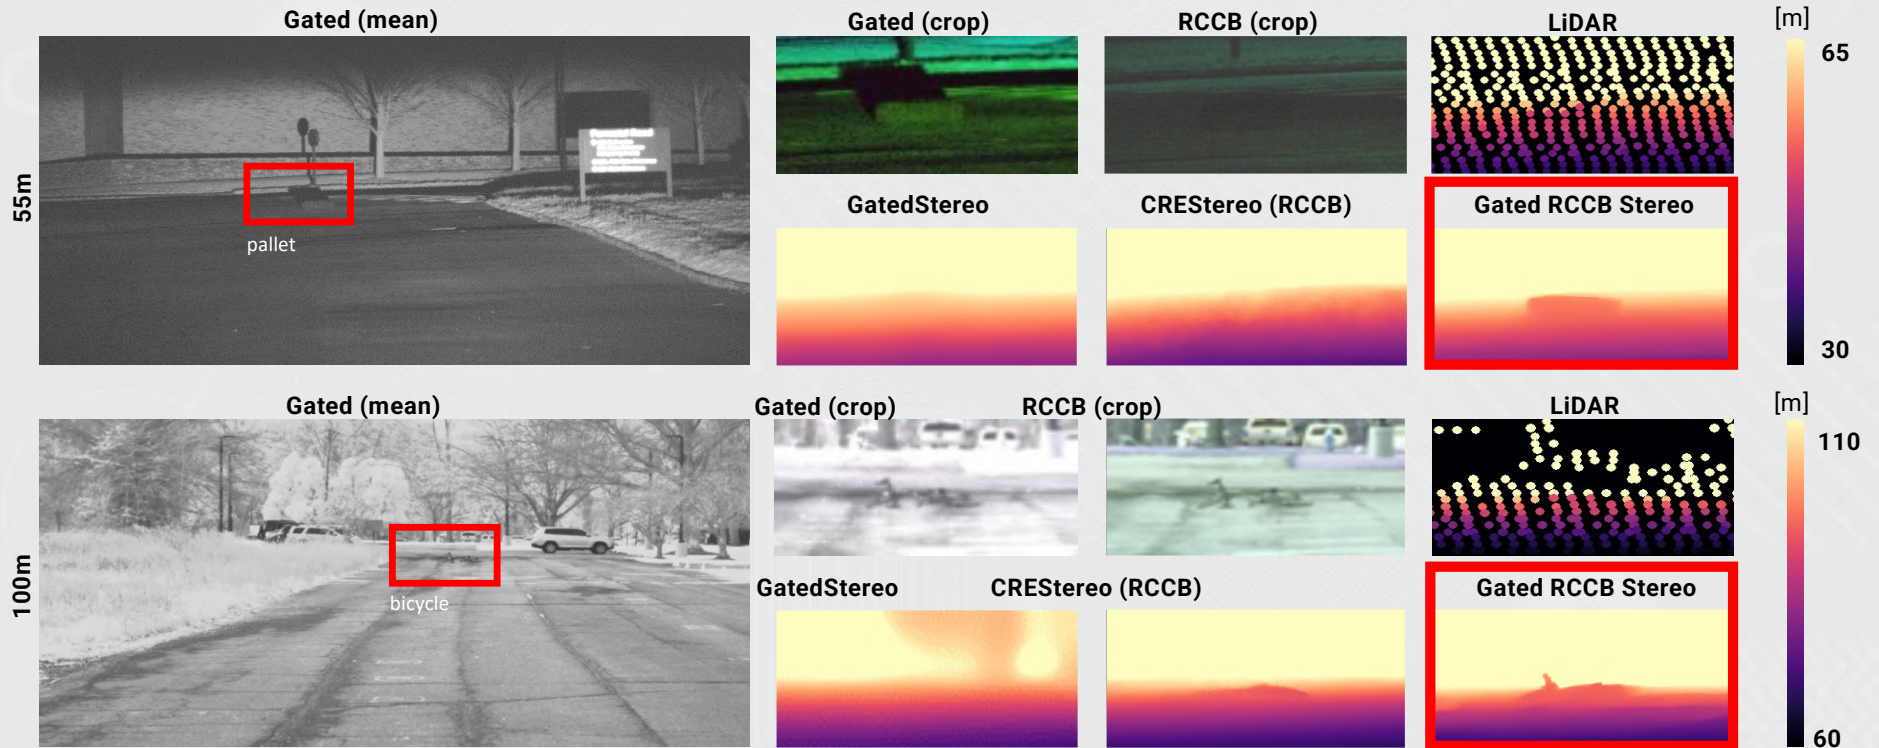 Gated (mean)
Gated (crop)
RCCB (crop)
LiDAR
[m]
65
55m
pallet
GatedStereo
CREStereo (RCCB)
Gated RCCB Stereo
30
Gated (mean)
Gated (crop)
RCCB (crop)
LiDAR
[m]
110
100m
bicycle
GatedStereo
CREStereo (RCCB)
Gated RCCB Stereo
60